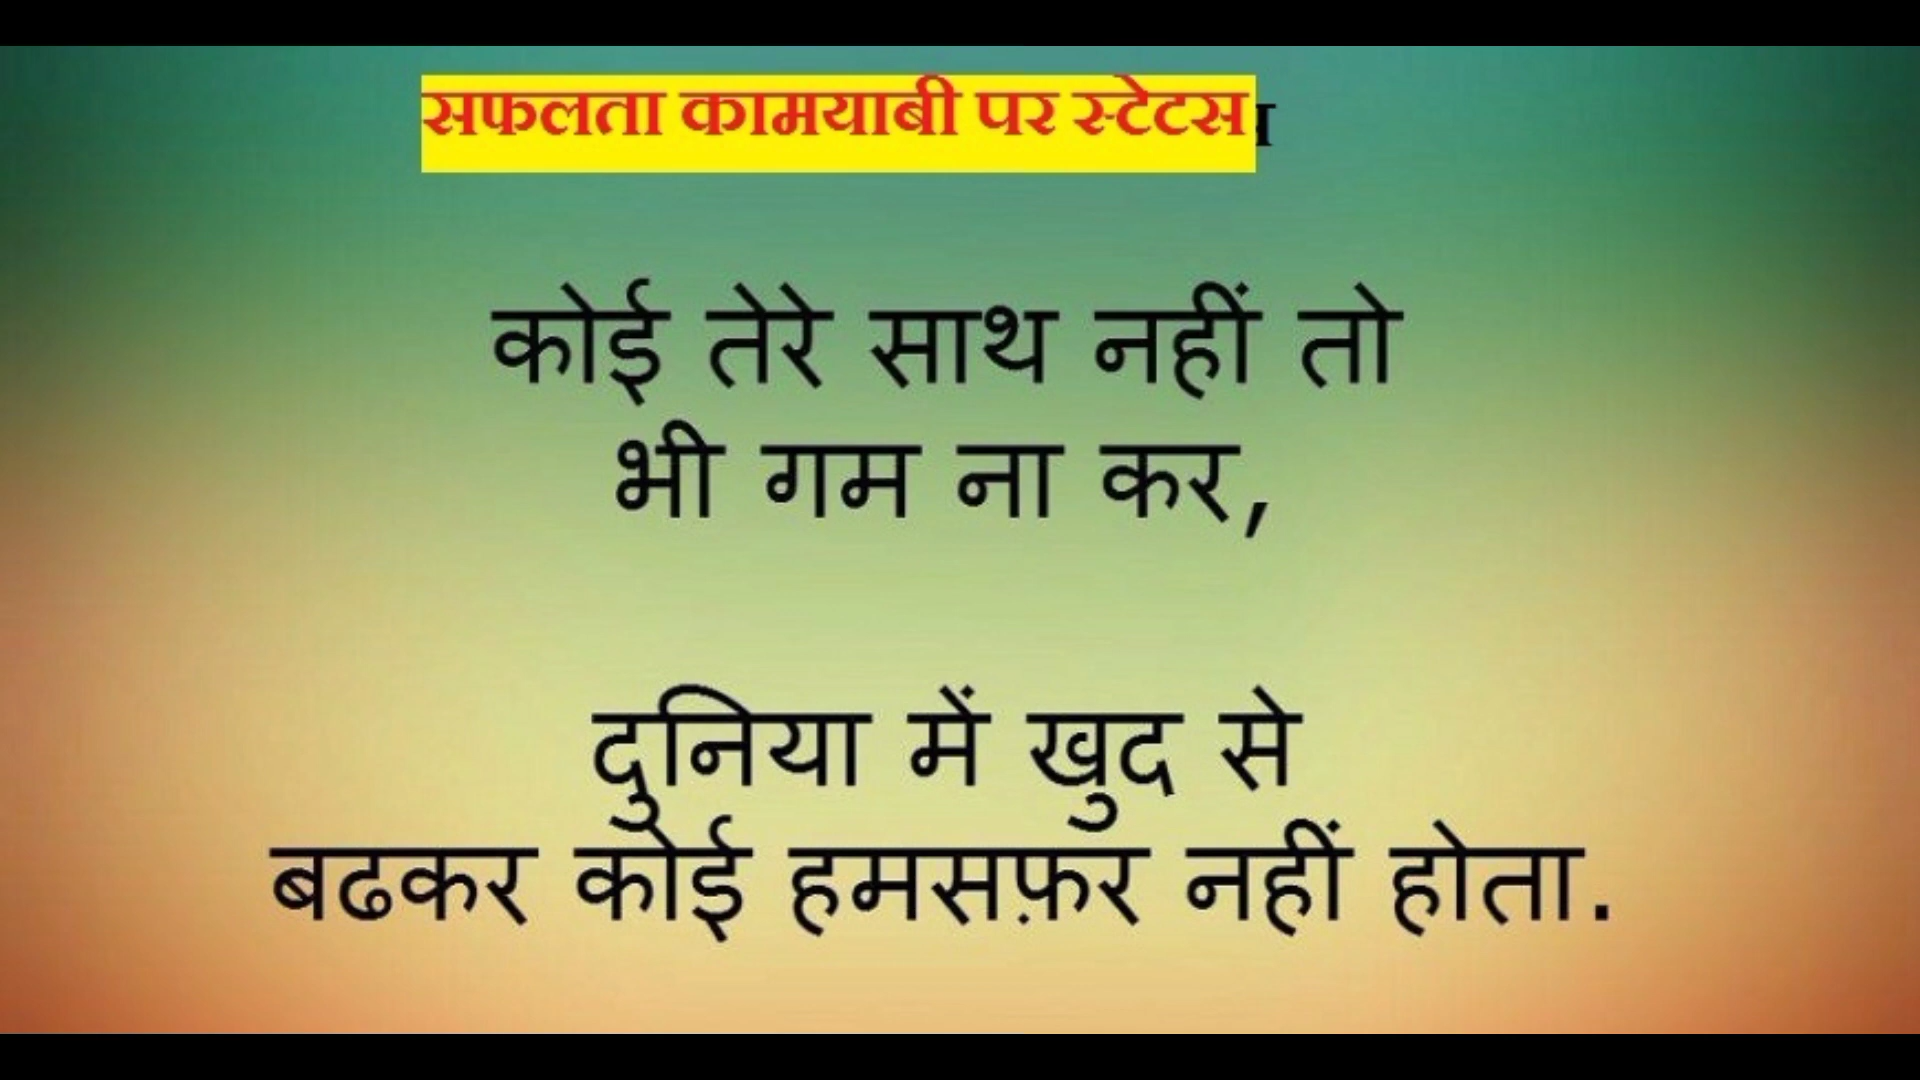 सफलता कामयाबी पर स्टेटस
कोई तेरे साथ नहीं तो
भी गम ना कर,
दुनिया में खुद से
बढकर कोई हमसफ़र नहीं होता.